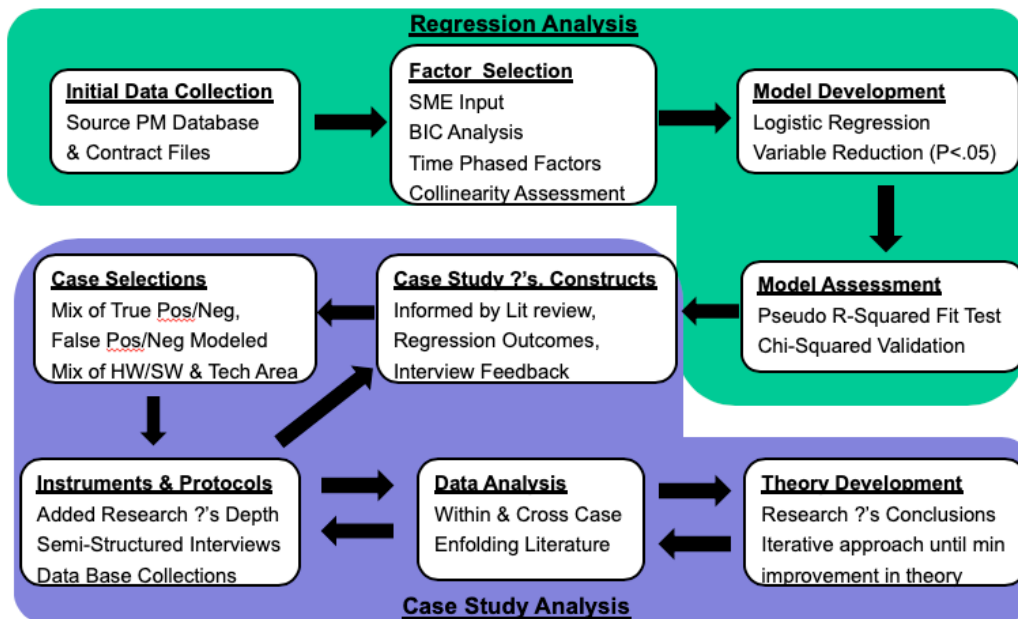 Regression Analysis
Initial Data Collection
Source PM Database
& Contract Files
Factor Selection
SME Input
BIC Analysis
Time Phased Factors
Collinearity Assessment
Model Development
Logistic Regression
Variable Reduction (P<.05)
Model Assessment
Pseudo R-Squared Fit Test
Chi-Squared Validation
Case Study ?'s, Constructs
Informed by Lit review,
Regression Outcomes,
Interview Feedback
Case Selections
Mix of True Pos/Neg,
False Pos/Neg Modeled
Mix of HW/SW & Tech Area
Instruments & Protocols
Added Research ?'s Depth
Semi-Structured Interviews
Data Base Collections
Data Analysis
Within & Cross Case
Enfolding Literature
Theory Development
Research ?'s Conclusions
Iterative approach until min
improvement in theory
Case Study Analysis